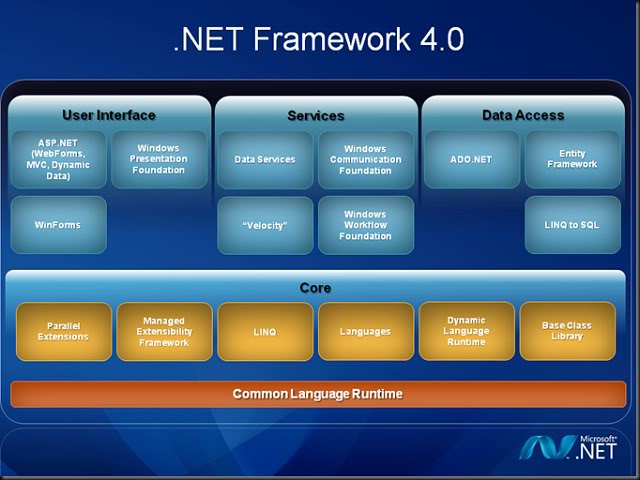 .NET Framework 4.0
User Interface
ASP.NET
(WebForms,
MVC, Dynamic
Data)
Windows
Presentation
Foundation
WinForms
Services
Data Services
Windows
Communication
Foundation
"Velocity"
Windows
Workflow
Foundation
Data Access
ADO.NET
Entity
Framework
LINQ to SQL
Core
Parallel
Extensions
Managed
Extensibility
Framework
LINQ
Languages
Dynamic
Language
Runtime
Base Class
Library
Common Language Runtime
Microsoft®
.NET